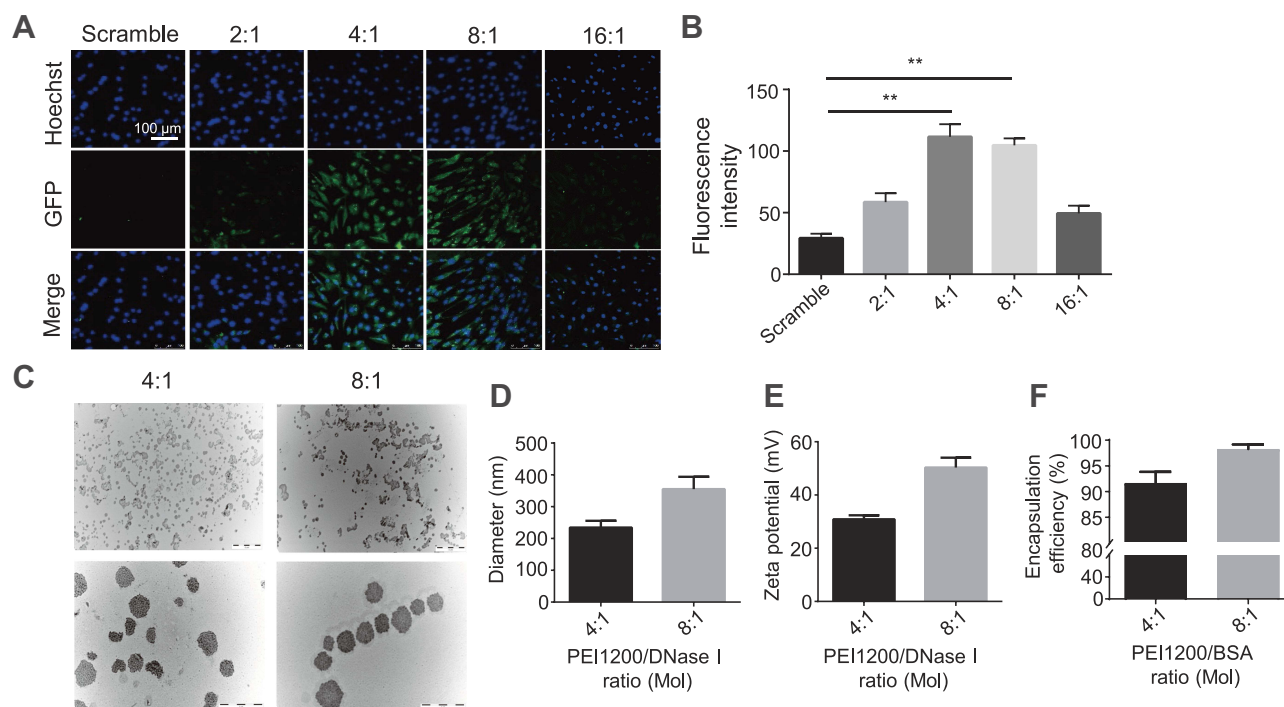 A
Scramble 2:1 4:1 8:1 16:1
Hoechst
100 µm
GFP
Merge
B
**
**
Fluorescence
intensity
150
100
50
0
Scramble 2:1 4:1 8:1 16:1
C
4:1 8:1
D
Diameter (nm)
500
400
300
200
100
0
4:1 8:1
PEI1200/DNase I
ratio (Mol)
E
Zeta potential (mV)
60
40
20
0
4:1 8:1
PEI1200/DNase I
ratio (Mol)
F
Encapsulation
efficiency (%)
100
95
90
85
80
40
0
4:1 8:1
PEI1200/BSA
ratio (Mol)